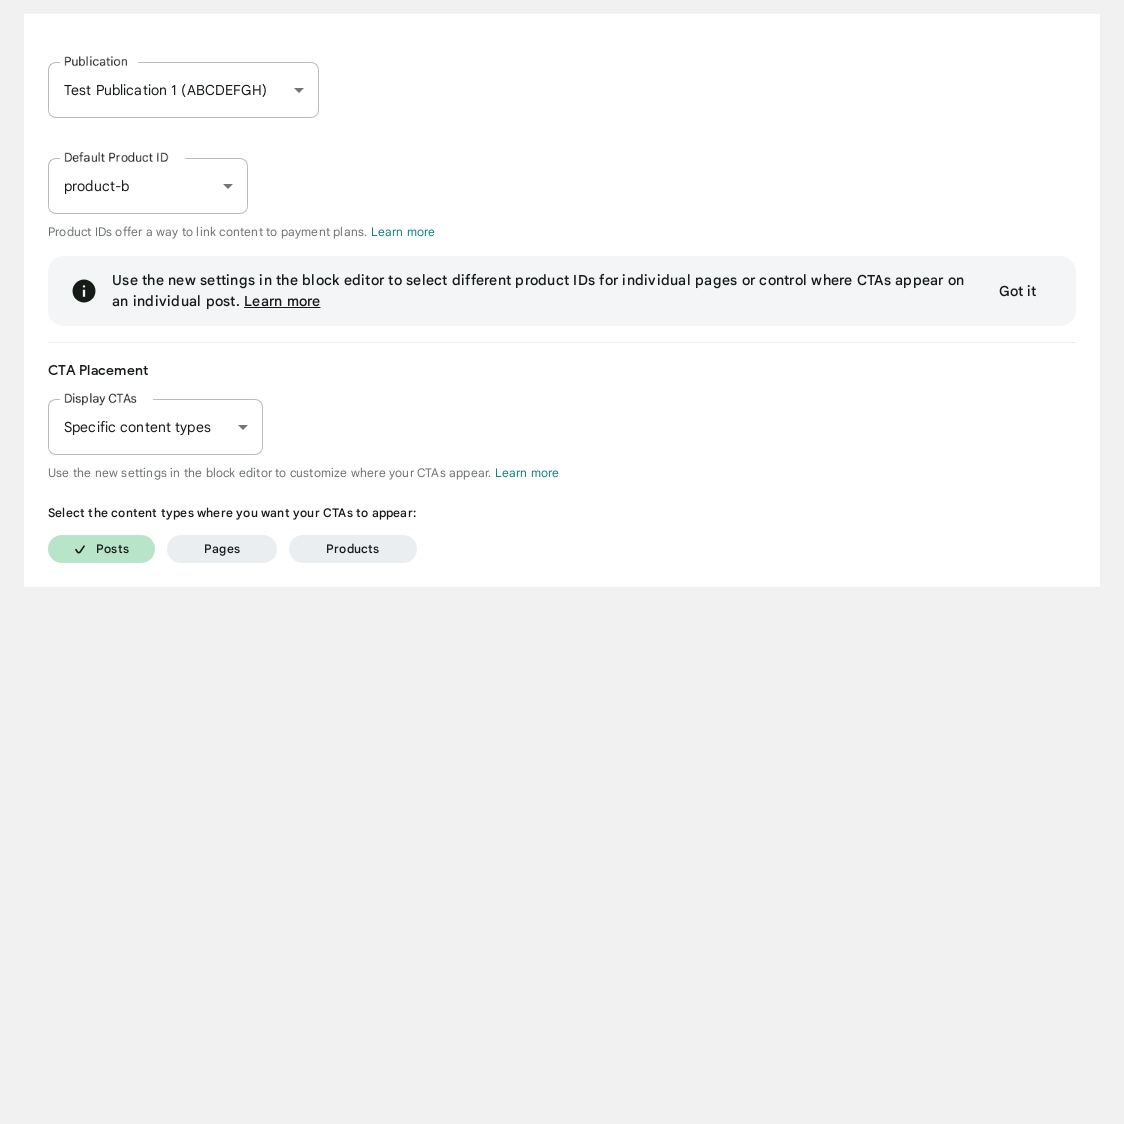 Publication
Test Publication 1 (ABCDEFGH)
Default Product ID
product-b
Product IDs offer a way to link content to payment plans. Learn more
Use the new settings in the block editor to select different product IDs for individual pages or control where CTAs appear on
an individual post. Learn more
Got it
CTA Placement
Display CTAs
Specific content types
Use the new settings in the block editor to customize where your CTAs appear. Learn more
Select the content types where you want your CTAs to appear:
Posts Pages Products